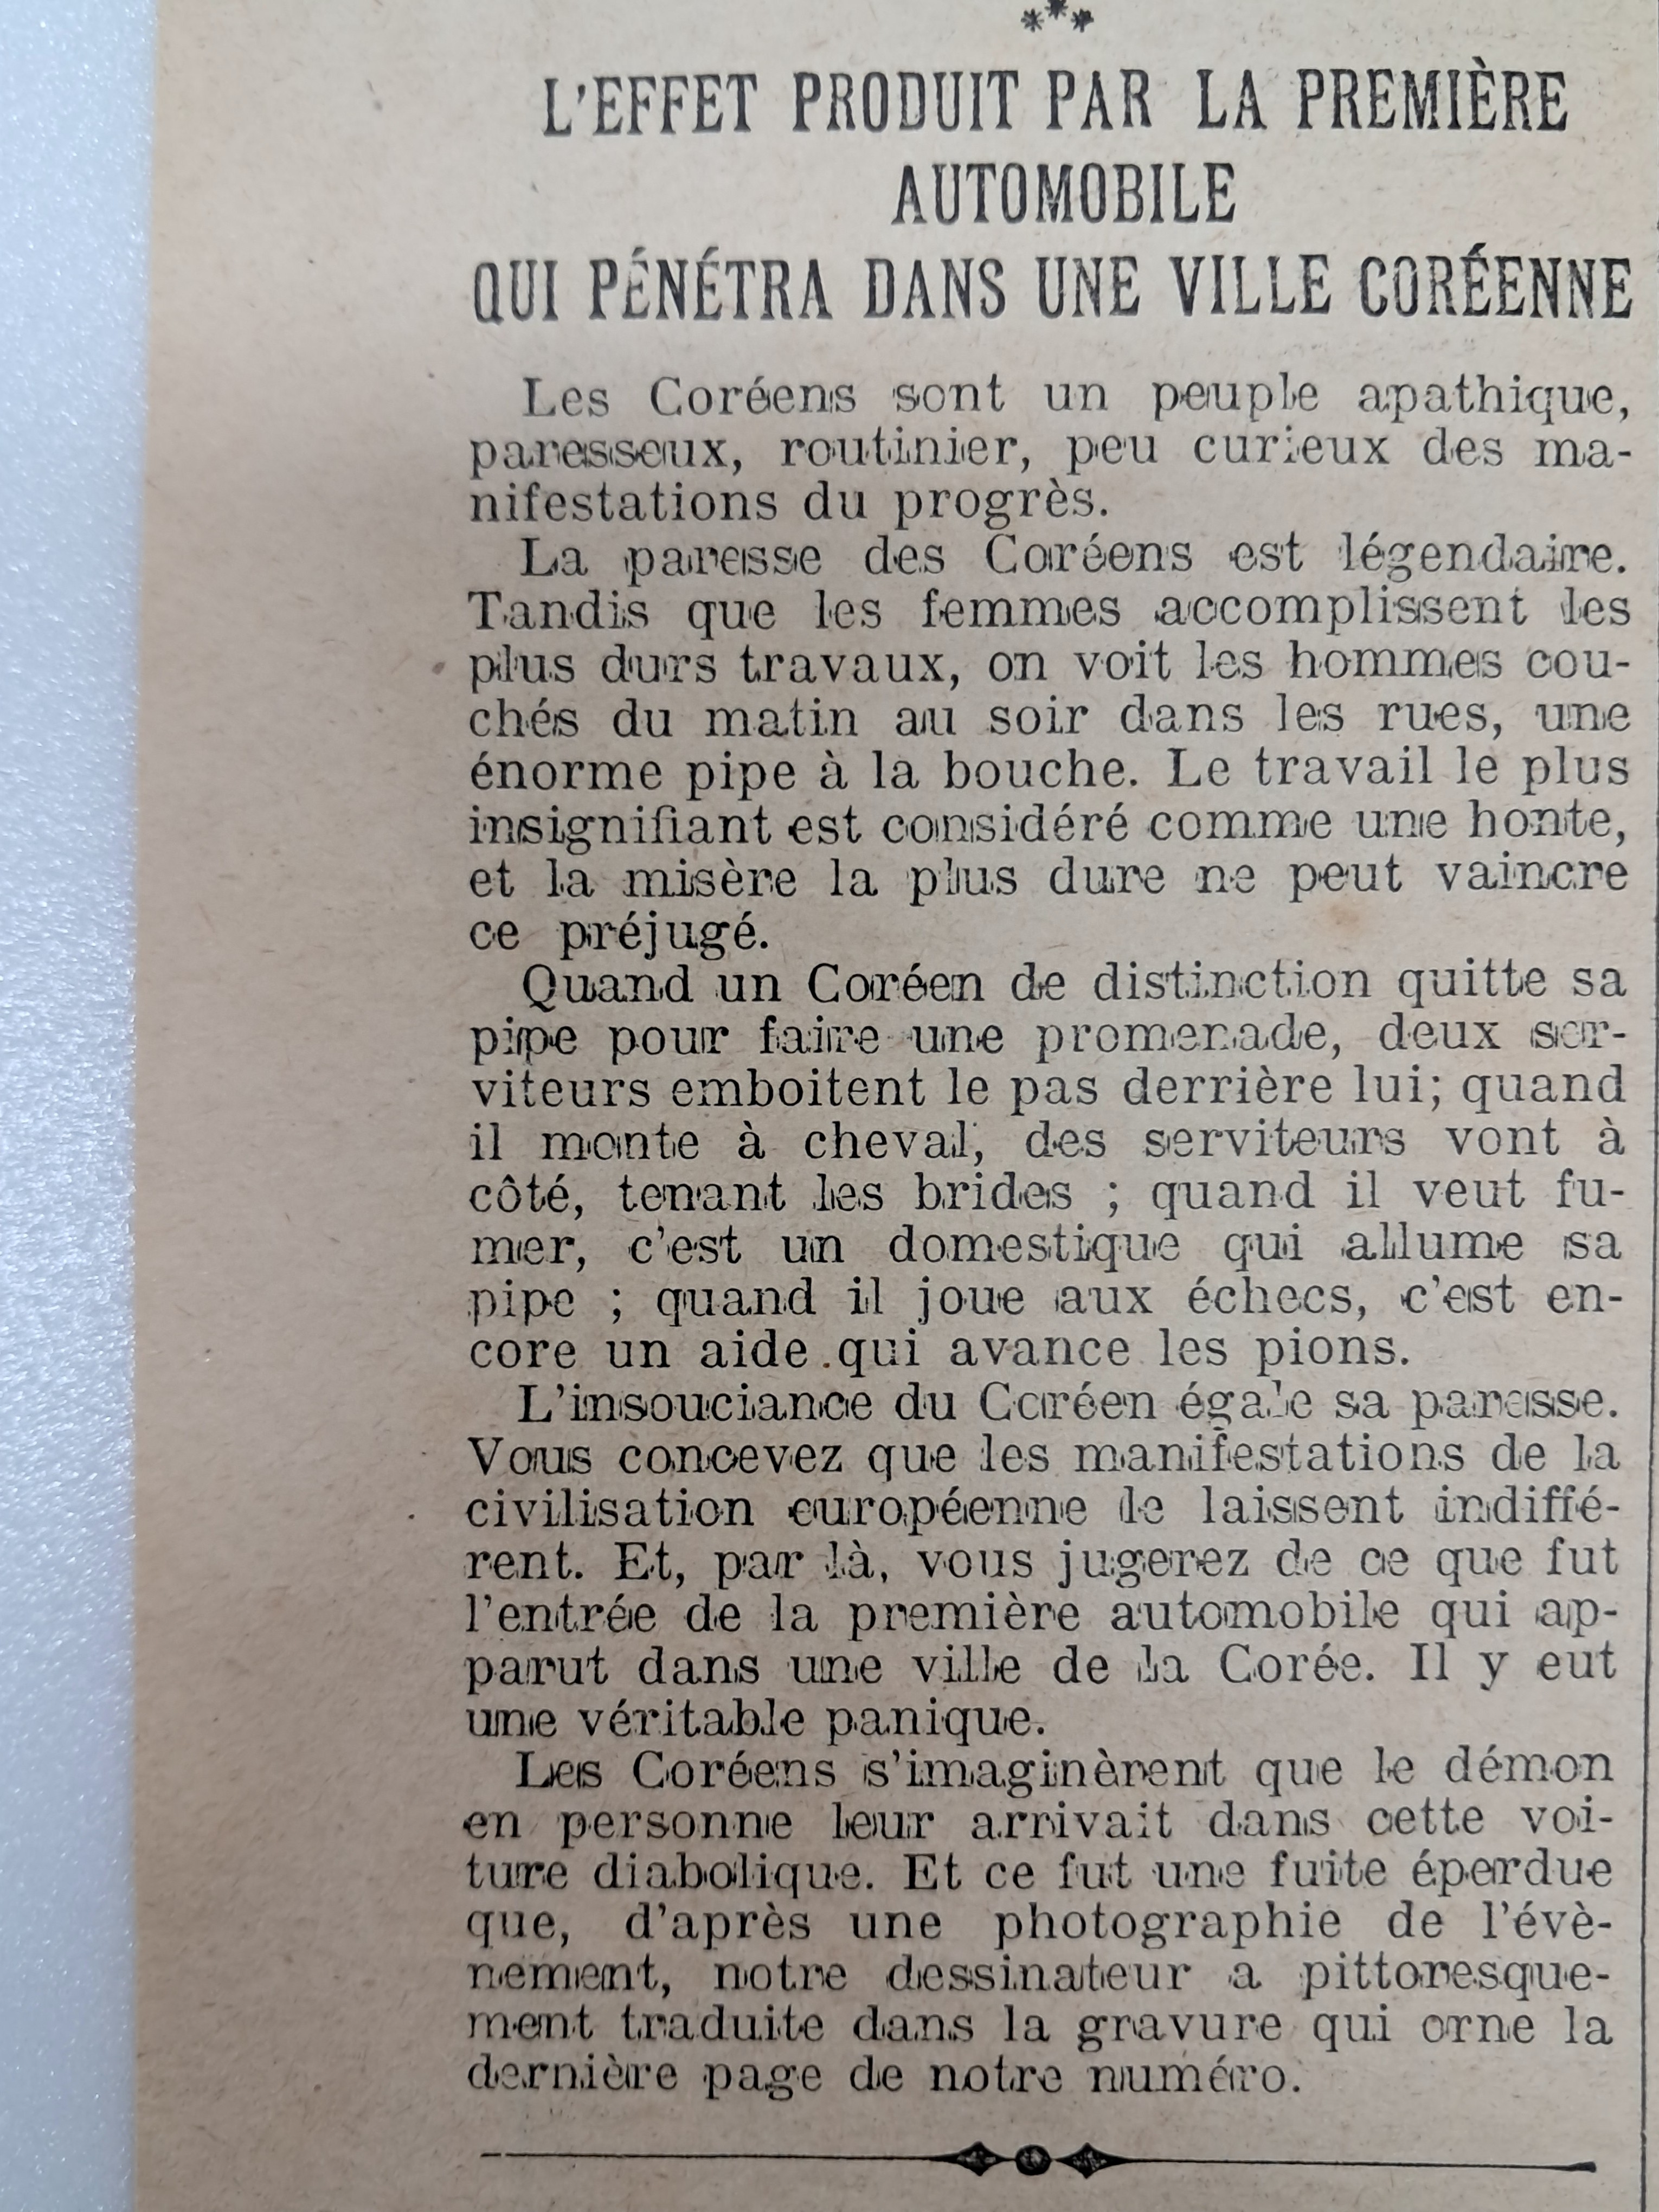 ***
L'EFFET PRODUIT PAR LA PREMIÈRE
AUTOMOBILE
QUI PÉNÉTRA DANS UNE VILLE CORÉENNE
Les Coréens sont un peuple apathique,
paresseux, routinier, peu curieux des ma-
nifestations du progrès.
La paresse des Coréens est légendaire.
Tandis que les femmes accomplissent les
plus durs travaux, on voit les hommes cou-
chés du matin au soir dans les rues, une
énorme pipe à la bouche. Le travail le plus
insignifiant est considéré comme une honte,
et la misère la plus dure ne peut vaincre
ce préjugé.
Quand un Coréen de distinction quitte sa
pipe pour faire une promenade, deux ser-
viteurs emboitent le pas derrière lui; quand
il monte à cheval, des serviteurs vont à
côté, tenant les brides ; quand il veut fu-
mer, c'est un domestique qui allume sa
pipe ; quand il joue aux échecs, c'est en-
core un aide qui avance les pions.
L'insouciance du Coréen égale sa paresse.
Vous concevez que les manifestations de la
civilisation européenne le laissent indiffé-
rent. Et, par là, vous jugerez de ce que fut
l'entrée de la première automobile qui ap-
parut dans une ville de la Corée. Il y eut
une véritable panique.
Les Coréens s'imaginèrent que le démon
en personne leur arrivait dans cette voi-
ture diabolique. Et ce fut une fuite éperdue
que, d'après une photographie de l'évè-
nement, notre dessinateur a pittoresque-
ment traduite dans la gravure qui orne la
dernière page de notre numéro.